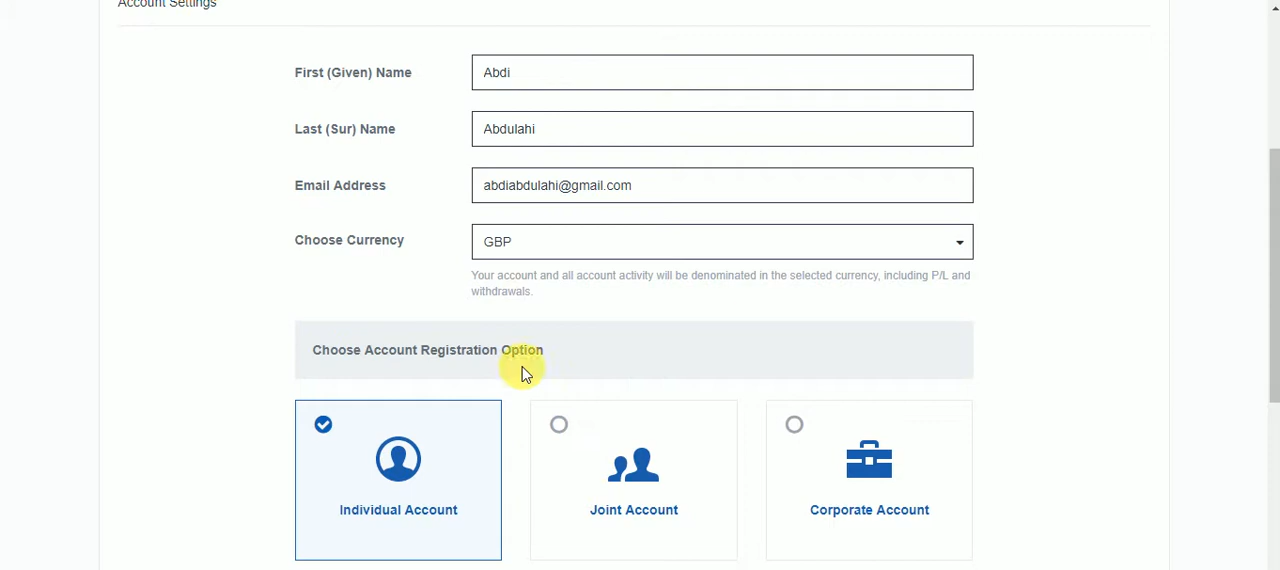 Account Settings
First (Given) Name
Abdi
Last (Sur) Name
Abdulahi
Email Address
abdiabdulahi@gmail.com
Choose Currency
GBP
Your account and all account activity will be denominated in the selected currency, including P/L and
withdrawals.
Choose Account Registration Option
Individual Account
Joint Account
Corporate Account